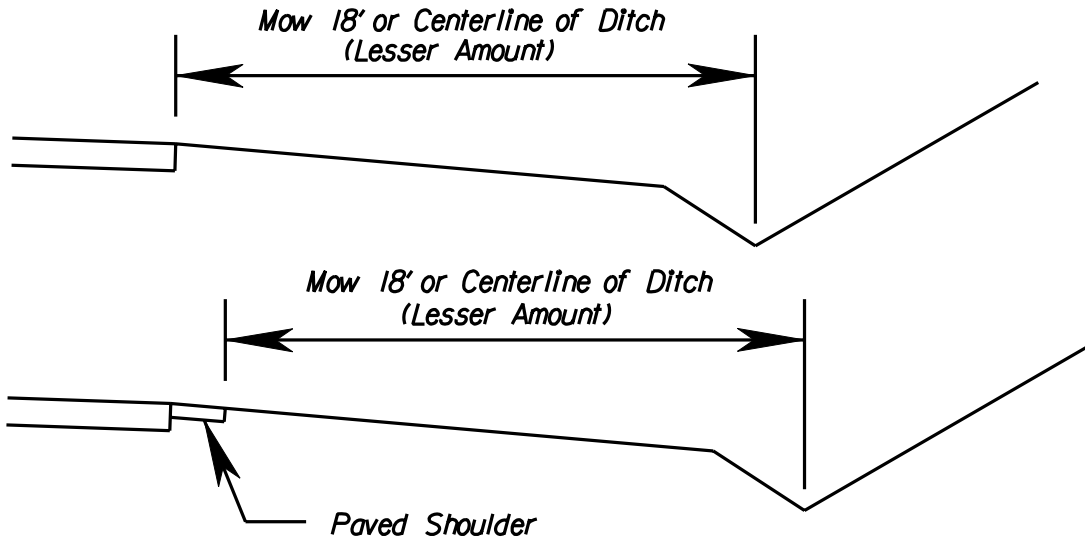 Mow 18' or Centerline of Ditch
(Lesser Amount)
Mow 18' or Centerline of Ditch
(Lesser Amount)
Paved Shoulder